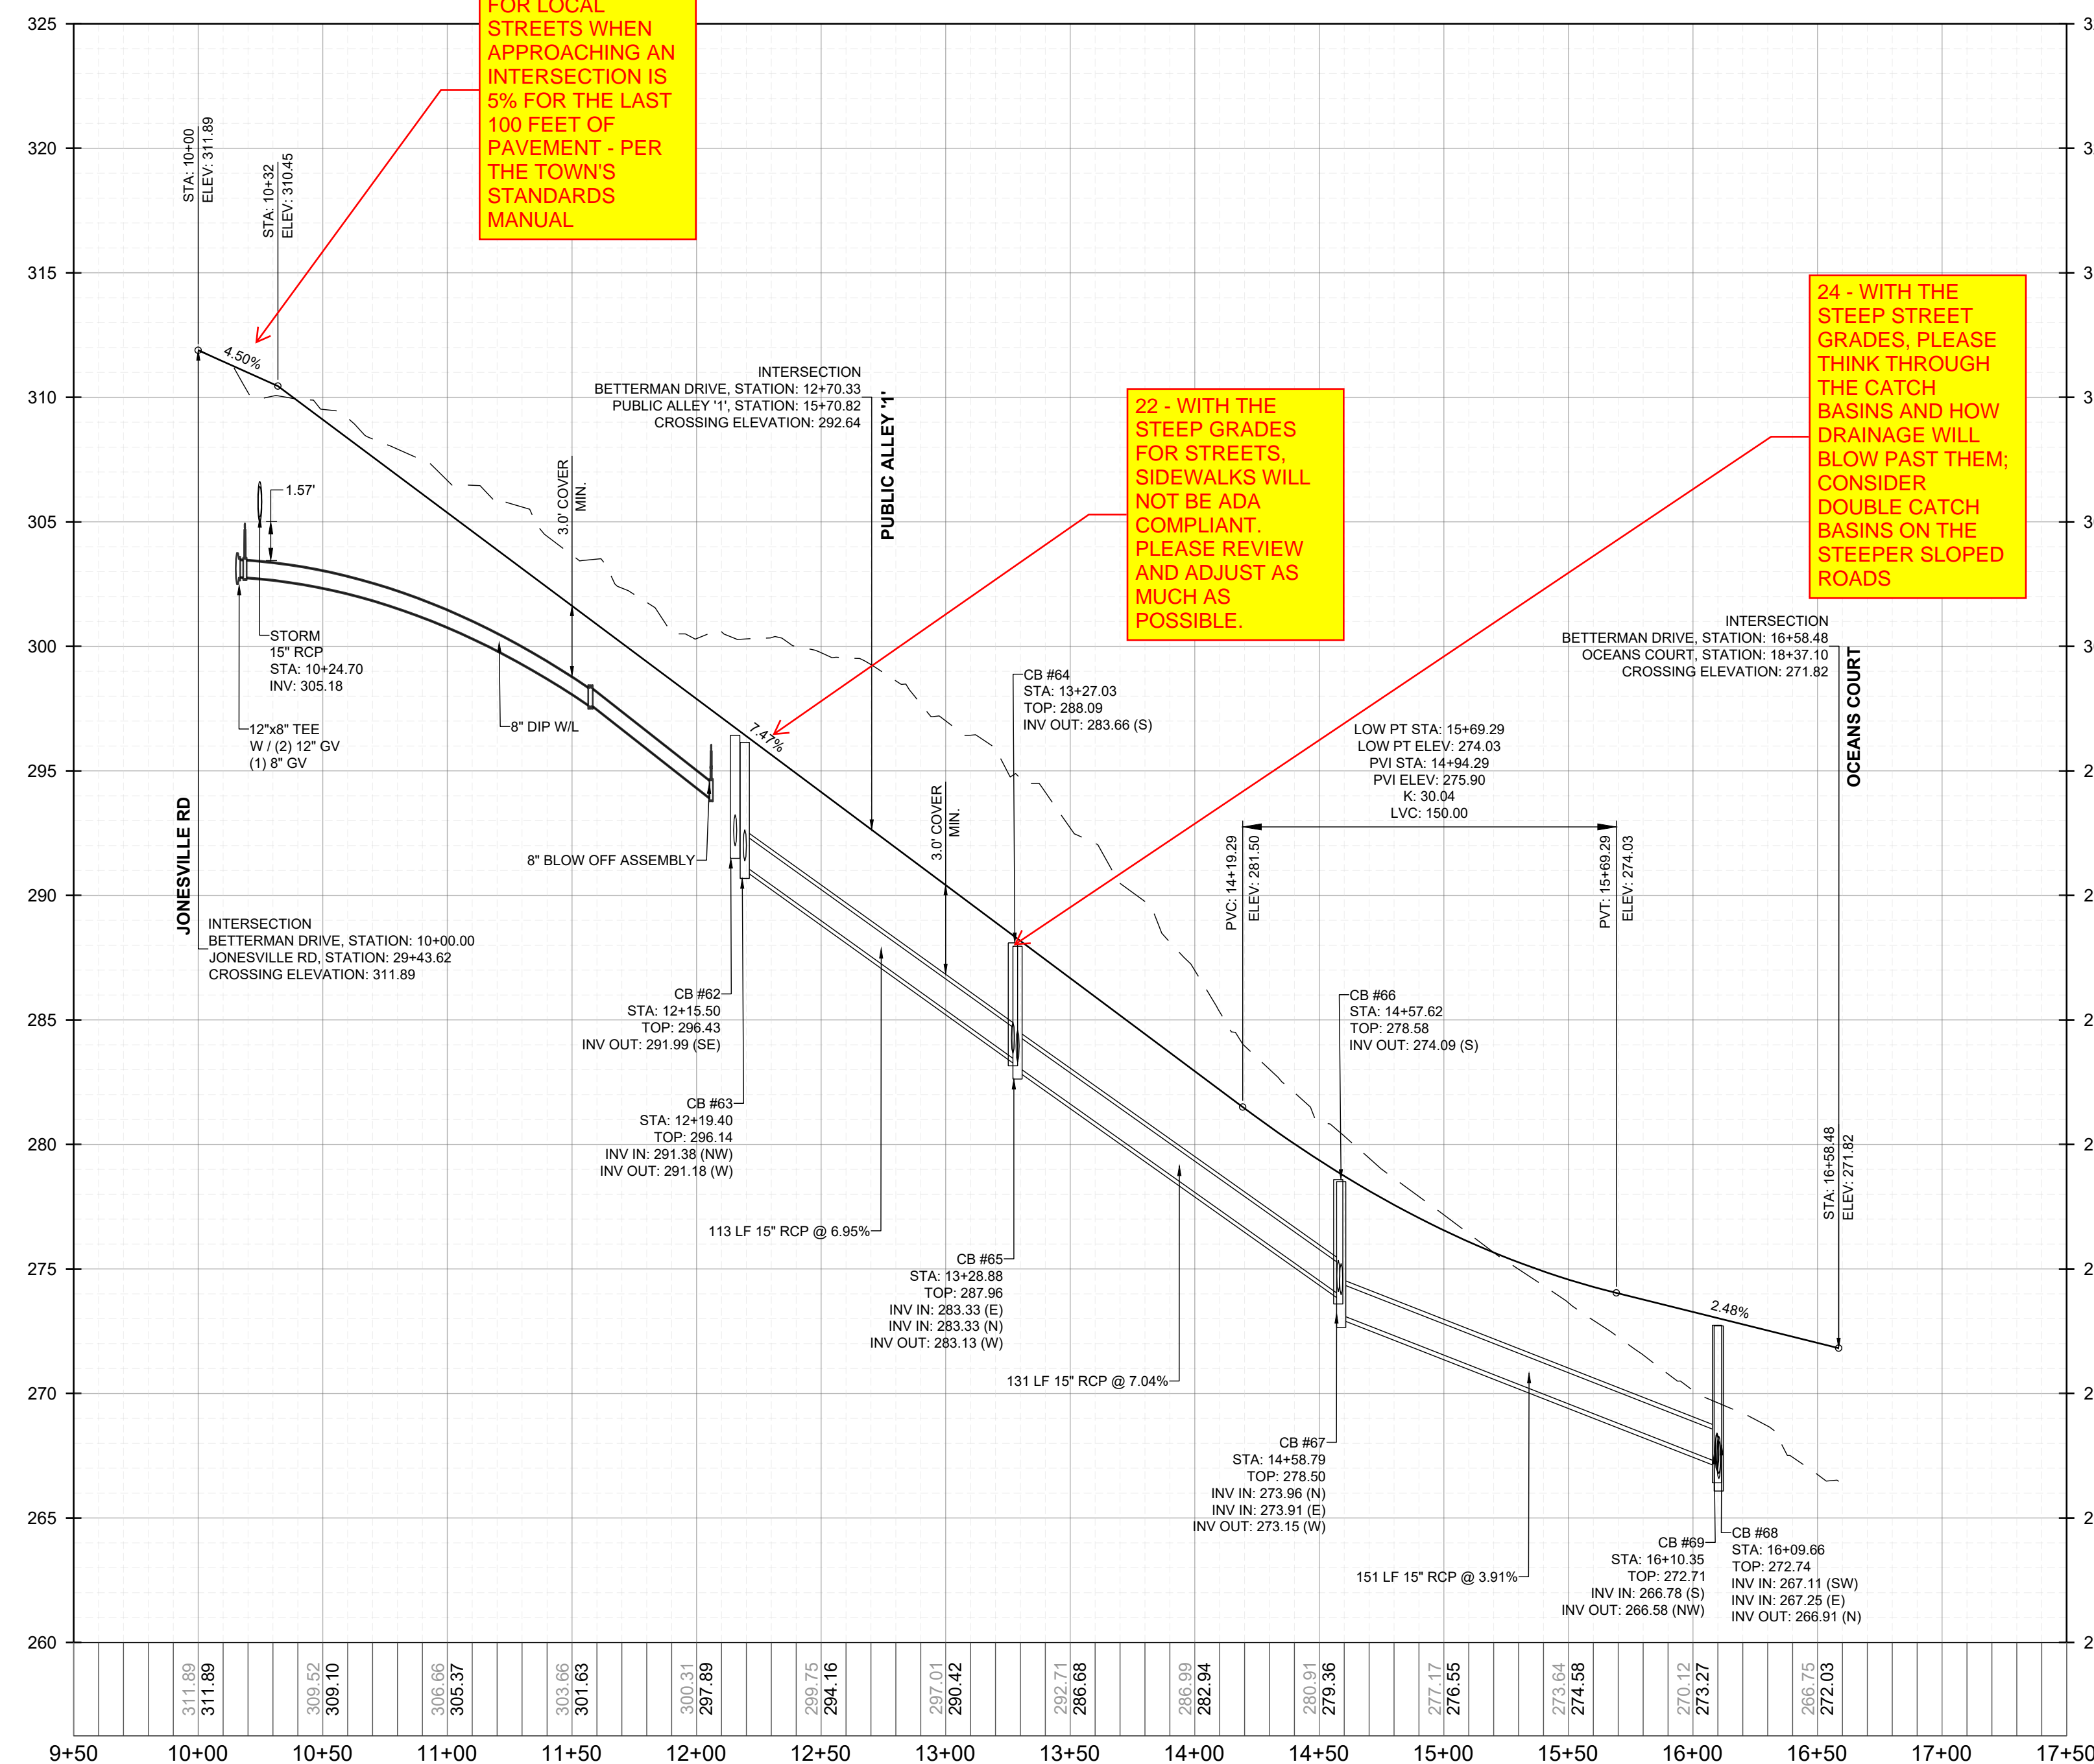 FOR LOCAL
STREETS WHEN
APPROACHING AN
INTERSECTION IS
5% FOR THE LAST
100 FEET OF
PAVEMENT - PER
THE TOWN'S
STANDARDS
MANUAL
22 - WITH THE
STEEP GRADES
FOR STREETS,
SIDEWALKS WILL
NOT BE ADA
COMPLIANT.
PLEASE REVIEW
AND ADJUST AS
MUCH AS
POSSIBLE.
24 - WITH THE
STEEP STREET
GRADES, PLEASE
THINK THROUGH
THE CATCH
BASINS AND HOW
DRAINAGE WILL
BLOW PAST THEM;
CONSIDER
DOUBLE CATCH
BASINS ON THE
STEEPER SLOPED
ROADS
325
320
315
310
305
300
295
290
285
280
275
270
265
260
3
3
3
3
3
3
2
2
2
2
2
2
2
2
STA: 10+00
ELEV: 311.89
STA: 10+32
ELEV: 310.45
4.50%
1.57'
STORM
15" RCP
STA: 10+24.70
INV: 305.18
12"x8" TEE
W / (2) 12" GV
(1) 8" GV
8" DIP W/L
3.0' COVER
MIN.
8" BLOW OFF ASSEMBLY
JONESVILLE RD
INTERSECTION
BETTERMAN DRIVE, STATION: 10+00.00
JONESVILLE RD, STATION: 29+43.62
CROSSING ELEVATION: 311.89
INTERSECTION
BETTERMAN DRIVE, STATION: 12+70.33
PUBLIC ALLEY '1', STATION: 15+70.82
CROSSING ELEVATION: 292.64
PUBLIC ALLEY '1'
7.47%
3.0' COVER
MIN.
CB #62
STA: 12+15.50
TOP: 296.43
INV OUT: 291.99 (SE)
CB #63
STA: 12+19.40
TOP: 296.14
INV IN: 291.38 (NW)
INV OUT: 291.18 (W)
113 LF 15" RCP @ 6.95%
CB #64
STA: 13+27.03
TOP: 288.09
INV OUT: 283.66 (S)
CB #65
STA: 13+28.88
TOP: 287.96
INV IN: 283.33 (E)
INV IN: 283.33 (N)
INV OUT: 283.13 (W)
131 LF 15" RCP @ 7.04%
LOW PT STA: 15+69.29
LOW PT ELEV: 274.03
PVI STA: 14+94.29
PVI ELEV: 275.90
K: 30.04
LVC: 150.00
PVC: 14+19.29
ELEV: 281.50
PVT: 15+69.29
ELEV: 274.03
CB #66
STA: 14+57.62
TOP: 278.58
INV OUT: 274.09 (S)
CB #67
STA: 14+58.79
TOP: 278.50
INV IN: 273.96 (N)
INV IN: 273.91 (E)
INV OUT: 273.15 (W)
151 LF 15" RCP @ 3.91%
INTERSECTION
BETTERMAN DRIVE, STATION: 16+58.48
OCEANS COURT, STATION: 18+37.10
CROSSING ELEVATION: 271.82
OCEANS COURT
STA: 16+58.48
ELEV: 271.82
2.48%
CB #69
STA: 16+10.35
TOP: 272.71
INV IN: 266.78 (S)
INV OUT: 266.58 (NW)
CB #68
STA: 16+09.66
TOP: 272.74
INV IN: 267.11 (SW)
INV IN: 267.25 (E)
INV OUT: 266.91 (N)
311.89
311.89
309.52
309.10
306.66
305.37
303.66
301.63
300.31
297.89
299.75
294.16
297.01
290.42
292.71
286.68
286.99
282.94
280.91
279.36
277.17
276.55
273.64
274.58
270.12
273.27
266.75
272.03
9+50
10+00
10+50
11+00
11+50
12+00
12+50
13+00
13+50
14+00
14+50
15+00
15+50
16+00
16+50
17+00
17+50